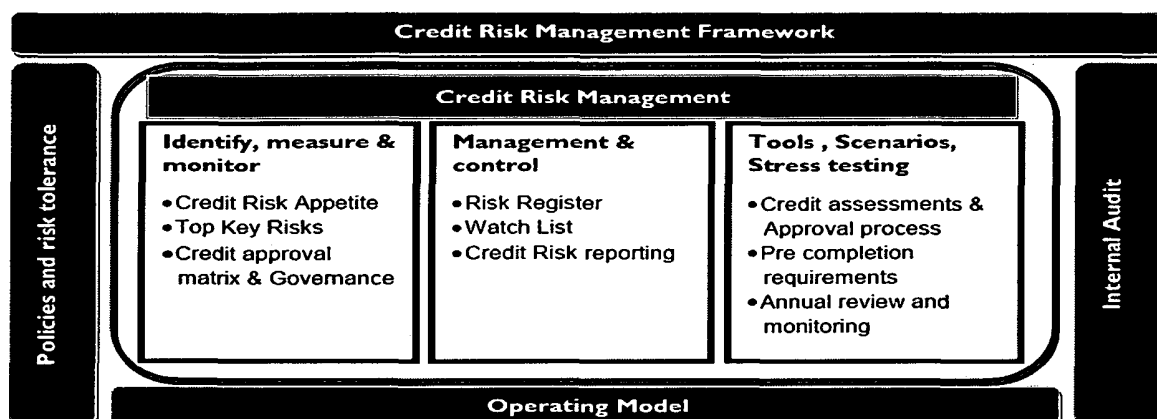 Credit Risk Management Framework
Policies and risk tolerance
Credit Risk Management
Identify, measure &
monitor
•Credit Risk Appetite
•Top Key Risks
•Credit approval
matrix & Governance
Management &
control
•Risk Register
•Watch List
•Credit Risk reporting
Tools , Scenarios,
Stress testing
•Credit assessments &
Approval process
•Pre completion
requirements
•Annual review and
monitoring
Internal Audit
Operating Model